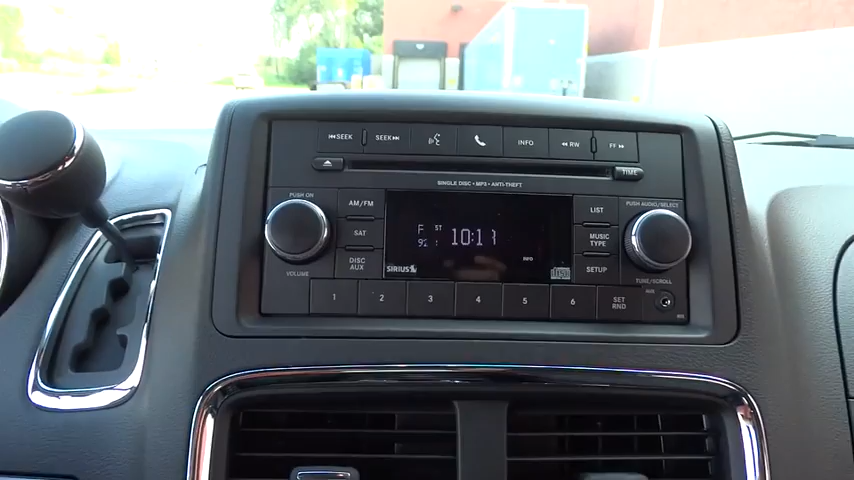 SEEK SEEK INFO RW FF
TIME
SINGLE DISC • MP3 • ANTI-THEFT
PUSH ON PUSH AUDIO/SELECT
AM/FM LIST
SAT MUSIC TYPE
DISC AUX SETUP
F ST
10:11
INFO
VOLUME SIRIUS TUNE/SCROLL
1 2 3 4 5 6 SET RND
AUX